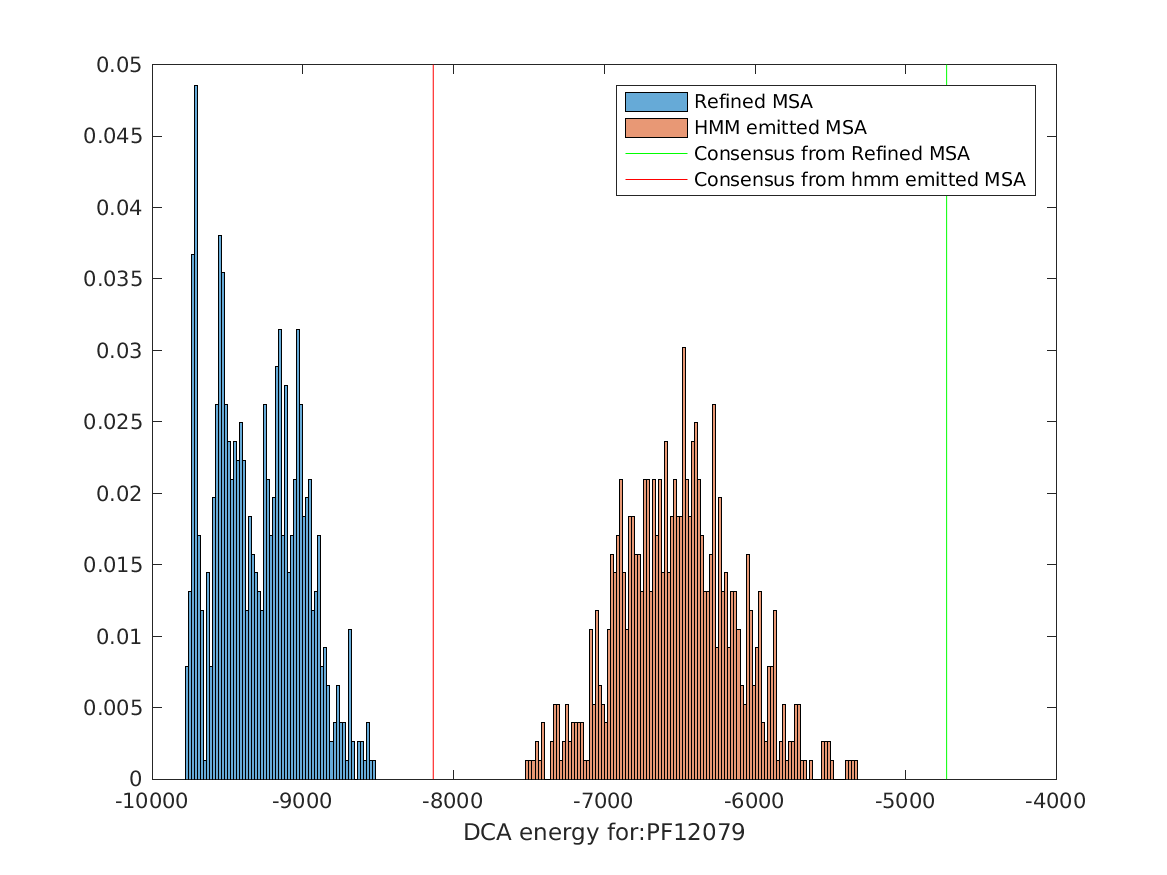 0.05
0.045
0.04
0.035
0.03
0.025
0.02
0.015
0.01
0.005
0
Refined MSA
HMM emitted MSA
Consensus from Refined MSA
Consensus from hmm emitted MSA
-10000 -9000 -8000 -7000 -6000 -5000 -4000
DCA energy for:PF12079